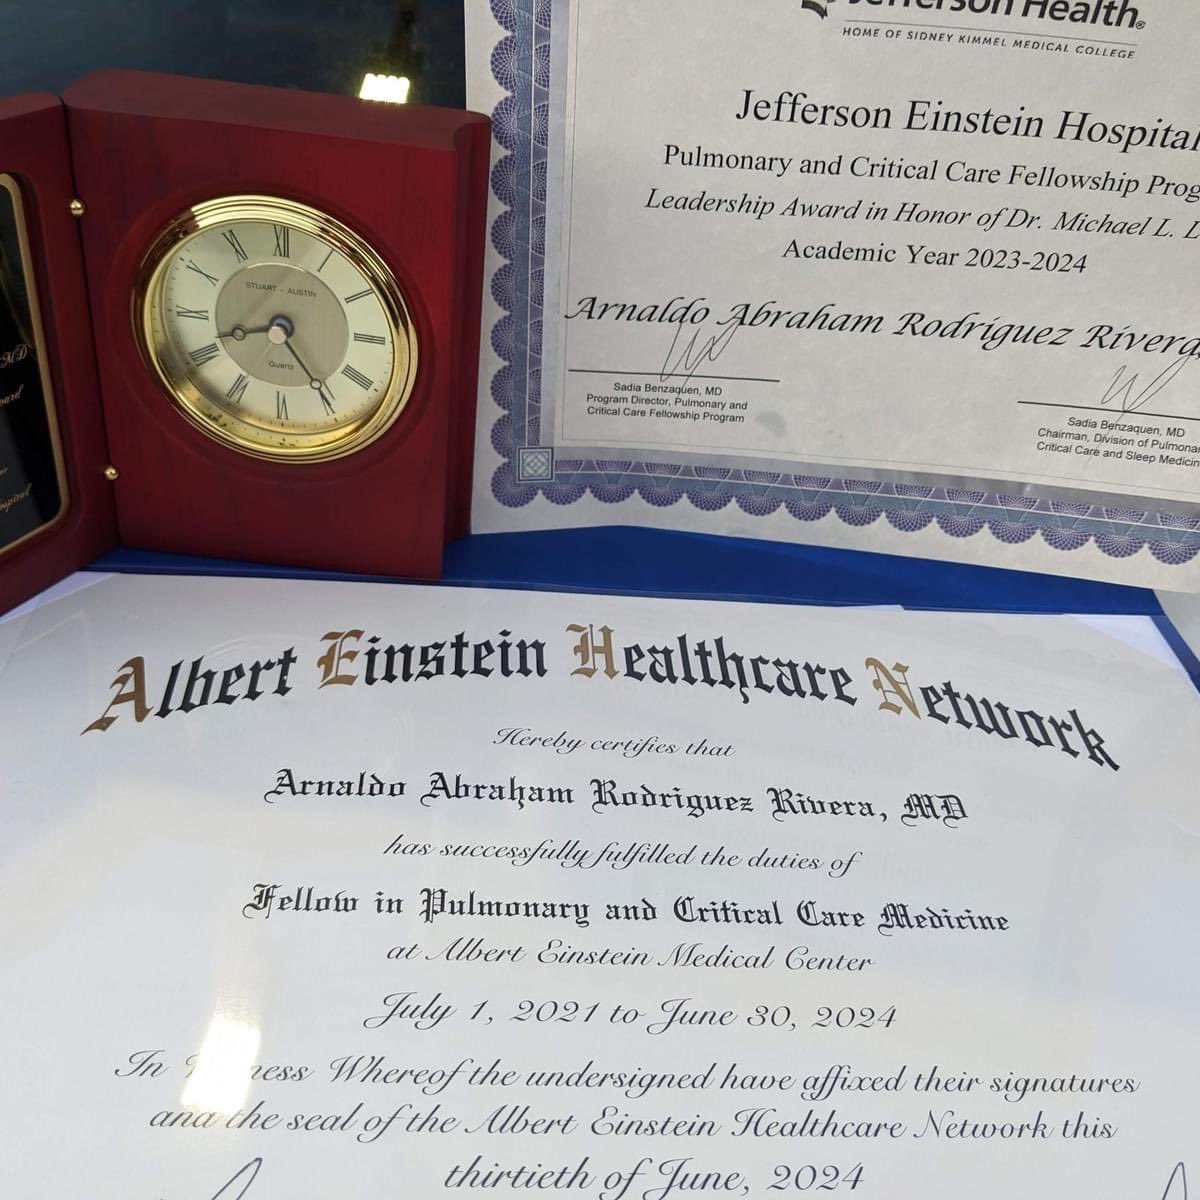 MD
STUART - AUSTIN
Quartz
XII
Jefferson Health®
HOME OF SIDNEY KIMMEL MEDICAL COLLEGE
Jefferson Einstein Hospital
Pulmonary and Critical Care Fellowship
Leadership Award in Honor of Dr. Michael L.
Academic Year 2023-2024
Arnaldo Abraham Rodríguez Rivera,
Sadia Benzaquen, MD
Program Director, Pulmonary and
Critical Care Fellowship Program
Sadia Benzaquen, MD
Chairman, Division of
Critical Care and Sleep
Albert Einstein Healthcare Network
Hereby certifies that
Arnaldo Abraham Rodriguez Rivera, MD
has successfully fulfilled the duties of
Fellow in Pulmonary and Critical Care Medicine
at Albert Einstein Medical Center
July 1, 2021 to June 30, 2024
In Whereof the undersigned have affixed their signatures
and the seal of the Albert Einstein Healthcare Network this
thirtieth of June, 2024